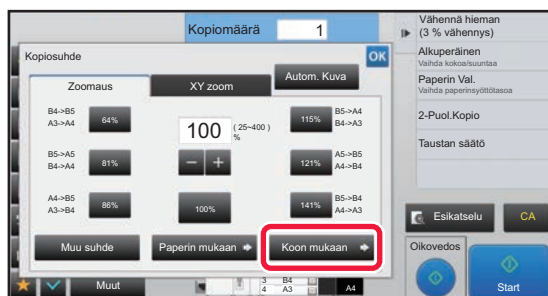 Kopiomäärä
1
Vähennä hieman
(3 % vähennys)
Alkuperäinen
Vaihda kokoa/suuntaa
Paperin Val.
Vaihda paperinsyöttötasoa
2-Puol.Kopio
Taustan säätö
Kopiosuhde
OK
Zoomaus
XY zoom
Autom. Kuva
B4->B5
A3->A4
64%
100
(25~400)
%
115%
B5->A4
B4->A3
B5->A5
B4->A4
81%
121%
A5->B5
A4->B4
A4->B5
A3->B4
86%
100%
141%
B5->B4
A4->A3
Muu suhde
Paperin mukaan
Koon mukaan
Esikatselu
CA
Oikovedos
Start
Muut
3 B4
4 A3
A4